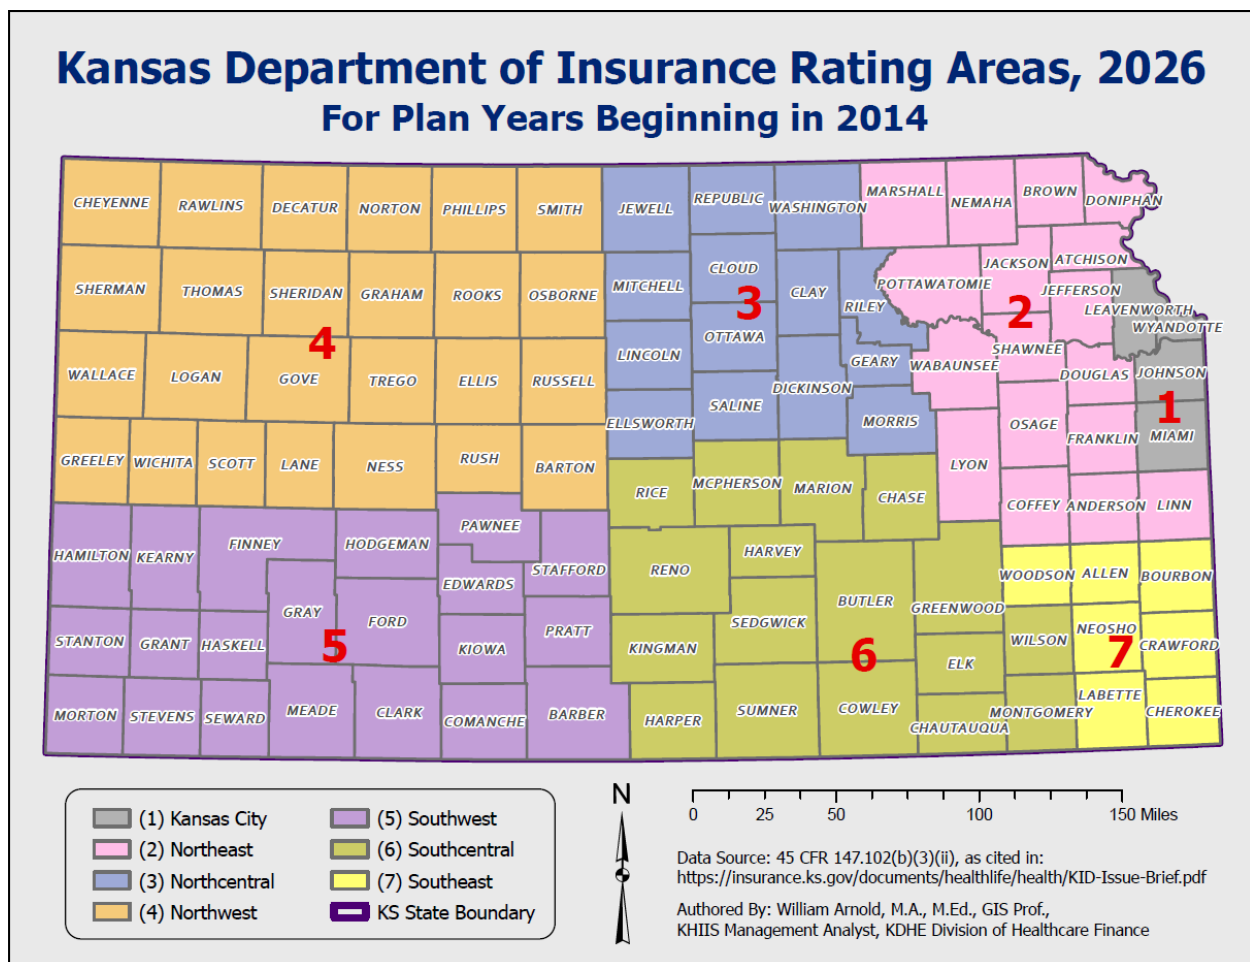 Kansas Department of Insurance Rating Areas, 2026
For Plan Years Beginning in 2014
CHEYENNE
RAWLINS
DECATUR
NORTON
PHILLIPS
SMITH
JEWELL
REPUBLIC
WASHINGTON
MARSHALL
NEMAHA
BROWN
DONIPHAN
SHERMAN
THOMAS
SHERIDAN
GRAHAM
ROOKS
OSBORNE
MITCHELL
CLOUD
CLAY
RILEY
POTTAWATOMIE
JACKSON
ATCHISON
JEFFERSON
LEAVENWORTH
WYANDOTTE
4
3
2
OTTAWA
LINCOLN
GEARY
WABAUNSEE
SHAWNEE
DOUGLAS
JOHNSON
WALLACE
LOGAN
GOVE
TREGO
ELLIS
RUSSELL
DICKINSON
1
ELLSWORTH
SALINE
MORRIS
OSAGE
FRANKLIN
MIAMI
GREELEY
WICHITA
SCOTT
LANE
NESS
RUSH
BARTON
RICE
MCPHERSON
MARION
CHASE
LYON
COFFEY
ANDERSON
LINN
HAMILTON
KEARNY
FINNEY
HODGEMAN
PAWNEE
EDWARDS
STAFFORD
RENO
HARVEY
BUTLER
GREENWOOD
WOODSON
ALLEN
BOURBON
GRAY
FORD
SEDGWICK
STANTON
GRANT
HASKELL
KIOWA
PRATT
KINGMAN
ELK
WILSON
NEOSHO
CRAWFORD
5
6
7
MORTON
STEVENS
SEWARD
MEADE
CLARK
COMANCHE
BARBER
HARPER
SUMNER
COWLEY
CHAUTAUQUA
MONTGOMERY
LABETTE
CHEROKEE
(1) Kansas City
(2) Northeast
(3) Northcentral
(4) Northwest
(5) Southwest
(6) Southcentral
(7) Southeast
KS State Boundary
N
0 25 50 100 150 Miles
Data Source: 45 CFR 147.102(b)(3)(ii), as cited in:
https://insurance.ks.gov/documents/healthlife/health/KID-Issue-Brief.pdf
Authored By: William Arnold, M.A., M.Ed., GIS Prof.,
KHIIS Management Analyst, KDHE Division of Healthcare Finance